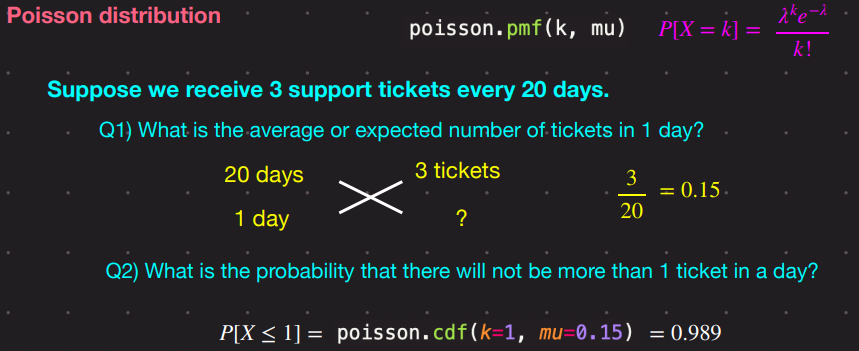 Poisson distribution
poisson.pmf(k, mu) P[X = k] = λ^k e^−λ / k!
Suppose we receive 3 support tickets every 20 days.
Q1) What is the average or expected number of tickets in 1 day?
20 days 3 tickets 3/20 = 0.15
1 day ?
Q2) What is the probability that there will not be more than 1 ticket in a day?
P[X ≤ 1] = poisson.cdf(k=1, mu=0.15) = 0.989